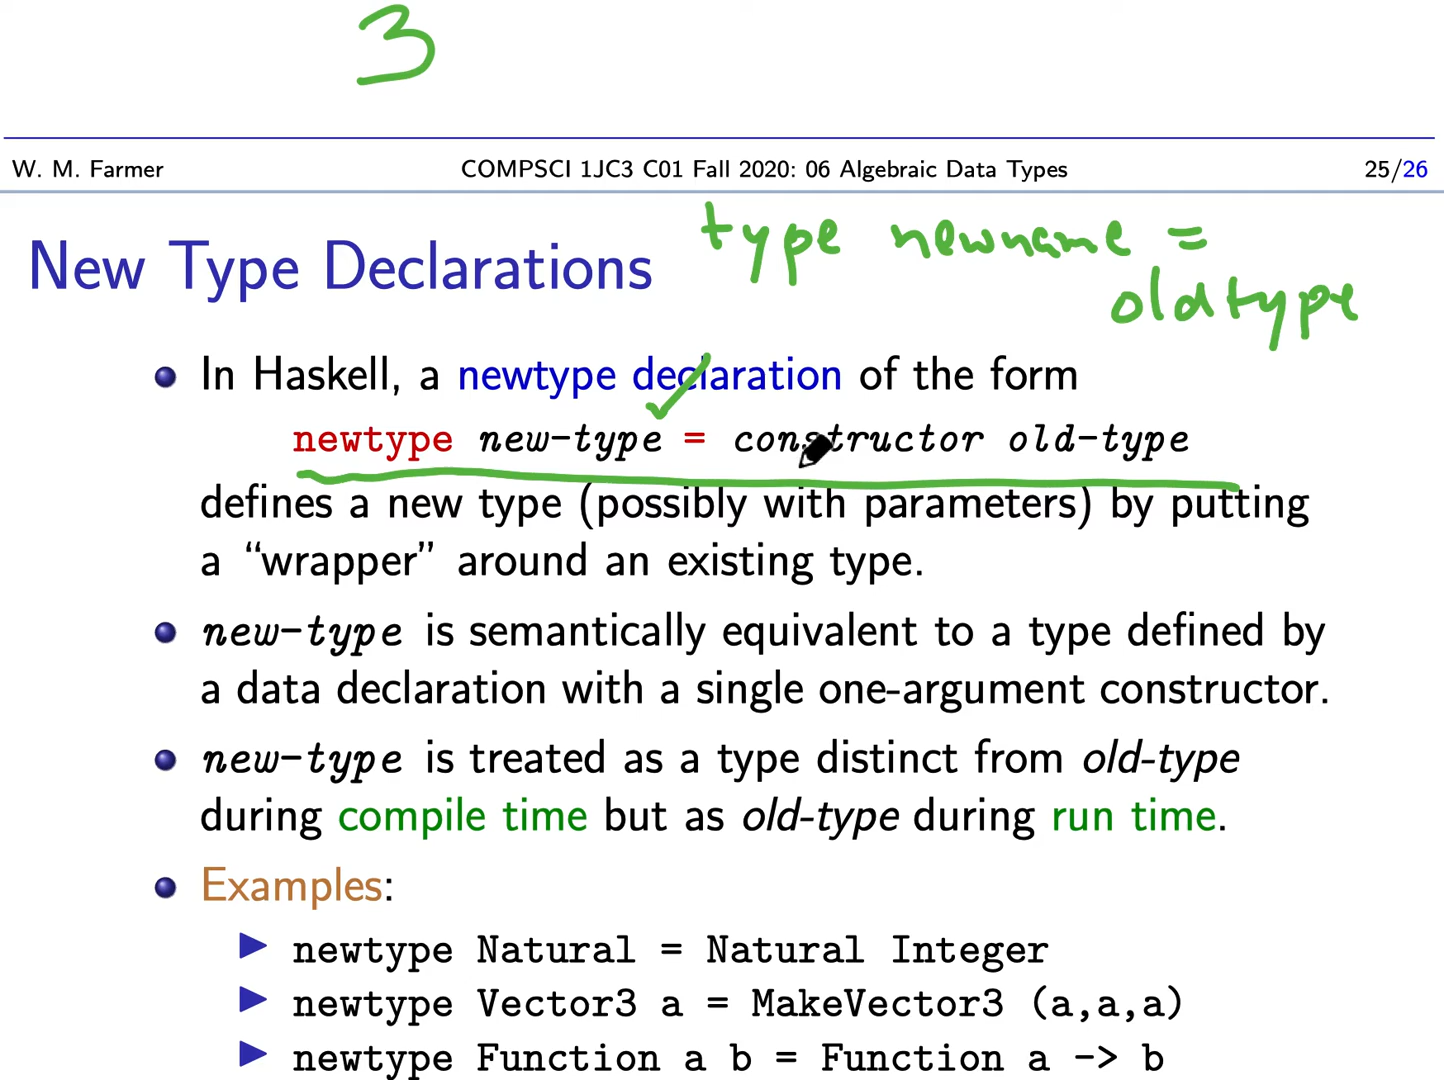 3
W. M. Farmer COMPSCI 1JC3 C01 Fall 2020: 06 Algebraic Data Types 25/26
type newname =
oldtype
New Type Declarations
In Haskell, a newtype declaration of the form
newtype new-type = constructor old-type
defines a new type (possibly with parameters) by putting
a “wrapper” around an existing type.
new-type is semantically equivalent to a type defined by
a data declaration with a single one-argument constructor.
new-type is treated as a type distinct from old-type
during compile time but as old-type during run time.
Examples:
newtype Natural = Natural Integer
newtype Vector3 a = MakeVector3 (a,a,a)
newtype Function a b = Function a -> b